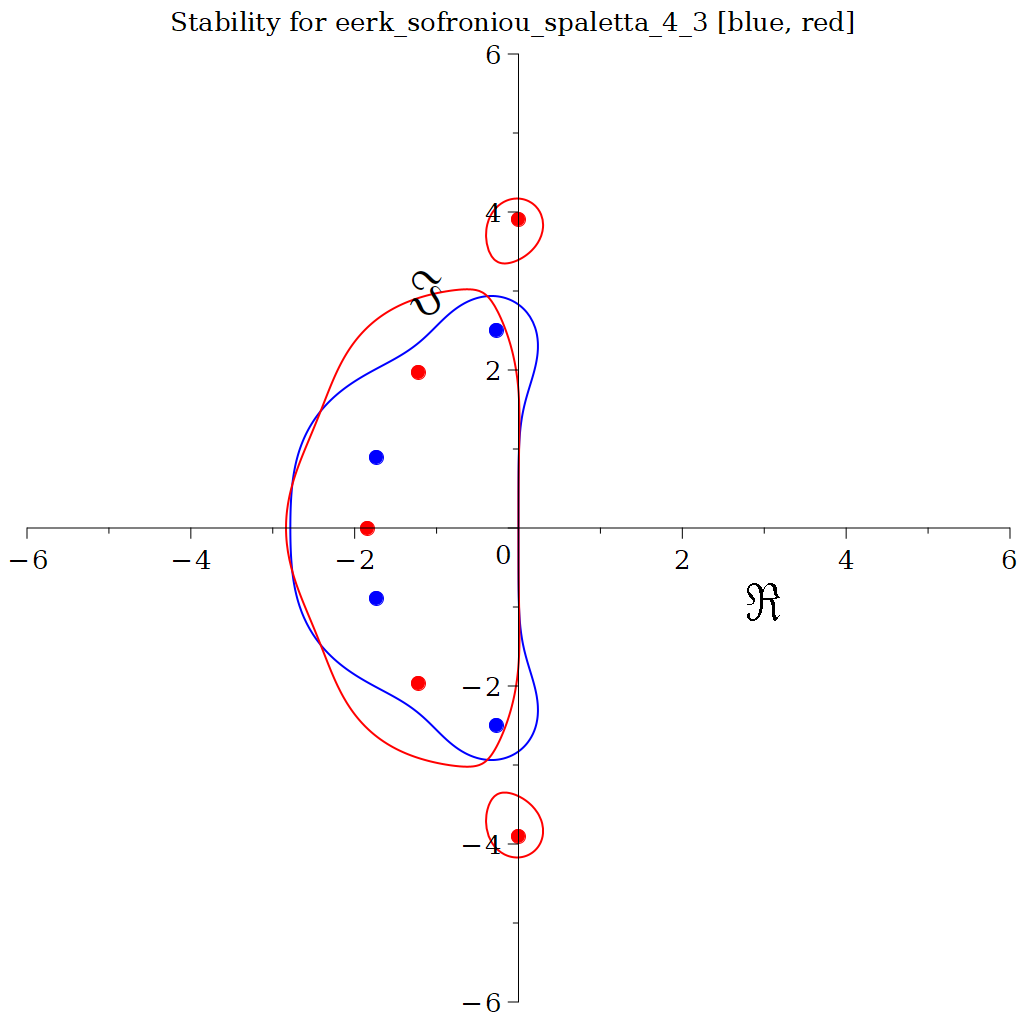 Stability for eerk_sofroniou_spaletta_4_3 [blue, red]
6
4
ℑ
2
−6 −4 −2 0 2 4 6
ℜ
−2
−4
−6